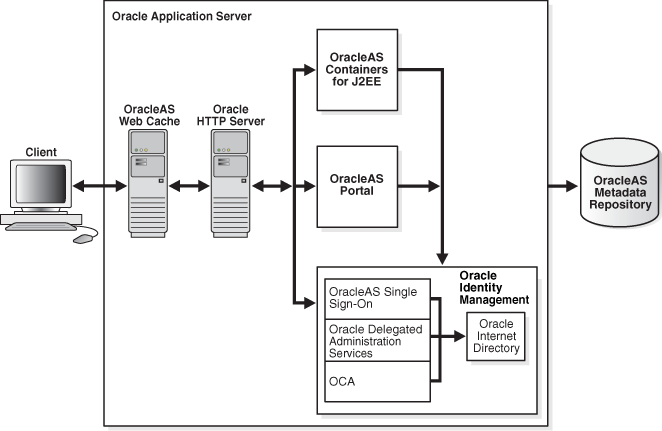 Oracle Application Server
OracleAS
Containers
for J2EE
OracleAS
Web Cache
Oracle
HTTP Server
Client
OracleAS
Portal
OracleAS
Metadata
Repository
Oracle
Identity
Management
OracleAS Single
Sign-On
Oracle Delegated
Administration
Services
OCA
Oracle
Internet
Directory